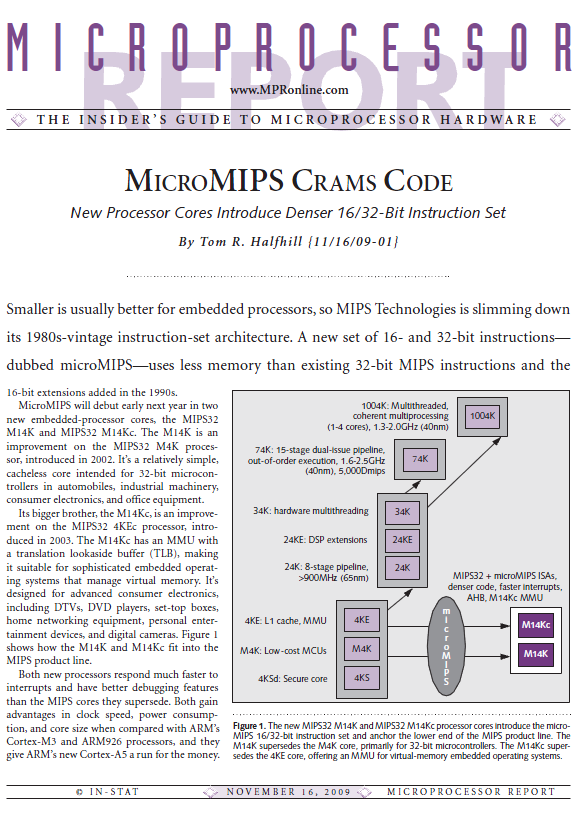 MICROPROCESSOR
REPORT
www.MPRonline.com
THE INSIDER'S GUIDE TO MICROPROCESSOR HARDWARE
MICROMIPS CRAMS CODE
New Processor Cores Introduce Denser 16/32-Bit Instruction Set
By Tom R. Halfhill {11/16/09-01}
Smaller is usually better for embedded processors, so MIPS Technologies is slimming down
its 1980s-vintage instruction-set architecture. A new set of 16- and 32-bit instructions—
dubbed microMIPS—uses less memory than existing 32-bit MIPS instructions and the
16-bit extensions added in the 1990s.
MicroMIPS will debut early next year in two
new embedded-processor cores, the MIPS32
M14K and MIPS32 M14Kc. The M14K is an
improvement on the MIPS32 M4K proces-
sor, introduced in 2002. It's a relatively simple,
cacheless core intended for 32-bit microcon-
trollers in automobiles, industrial machinery,
consumer electronics, and office equipment.
Its bigger brother, the M14Kc, is an improve-
ment on the MIPS32 4KEc processor, intro-
duced in 2003. The M14Kc has an MMU with
a translation lookaside buffer (TLB), making
it suitable for sophisticated embedded operat-
ing systems that manage virtual memory. It's
designed for advanced consumer electronics,
including DTVs, DVD players, set-top boxes,
home networking equipment, personal enter-
tainment devices, and digital cameras. Figure 1
shows how the M14K and M14Kc fit into the
MIPS product line.
Both new processors respond much faster to
interrupts and have better debugging features
than the MIPS cores they supersede. Both gain
advantages in clock speed, power consump-
tion, and core size when compared with ARM's
Cortex-M3 and ARM926 processors, and they
give ARM's new Cortex-A5 a run for the money.
1004K: Multithreaded,
coherent multiprocessing
(1-4 cores), 1.3-2.0GHz (40nm)
1004K
74K: 15-stage dual-issue pipeline,
out-of-order execution, 1.6-2.5GHz
(40nm), 5,000Dmips
74K
34K: hardware multithreading
34K
24KE: DSP extensions
24KE
24K: 8-stage pipeline,
>900MHz (65nm)
24K
MIPS32 + microMIPS ISAs,
denser code, faster interrupts,
AHB, M14Kc MMU
4KE: L1 cache, MMU
4KE
M4K: Low-cost MCUs
M4K
4KSd: Secure core
4KS
microMIPS
M14Kc
M14K
Figure 1. The new MIPS32 M14K and MIPS32 M14Kc processor cores introduce the micro-
MIPS 16/32-bit instruction set and anchor the lower end of the MIPS product line. The
M14K supersedes the M4K core, primarily for 32-bit microcontrollers. The M14Kc super-
sedes the 4KE core, offering an MMU for virtual-memory embedded operating systems.
© IN-STAT NOVEMBER 16, 2009 MICROPROCESSOR REPORT